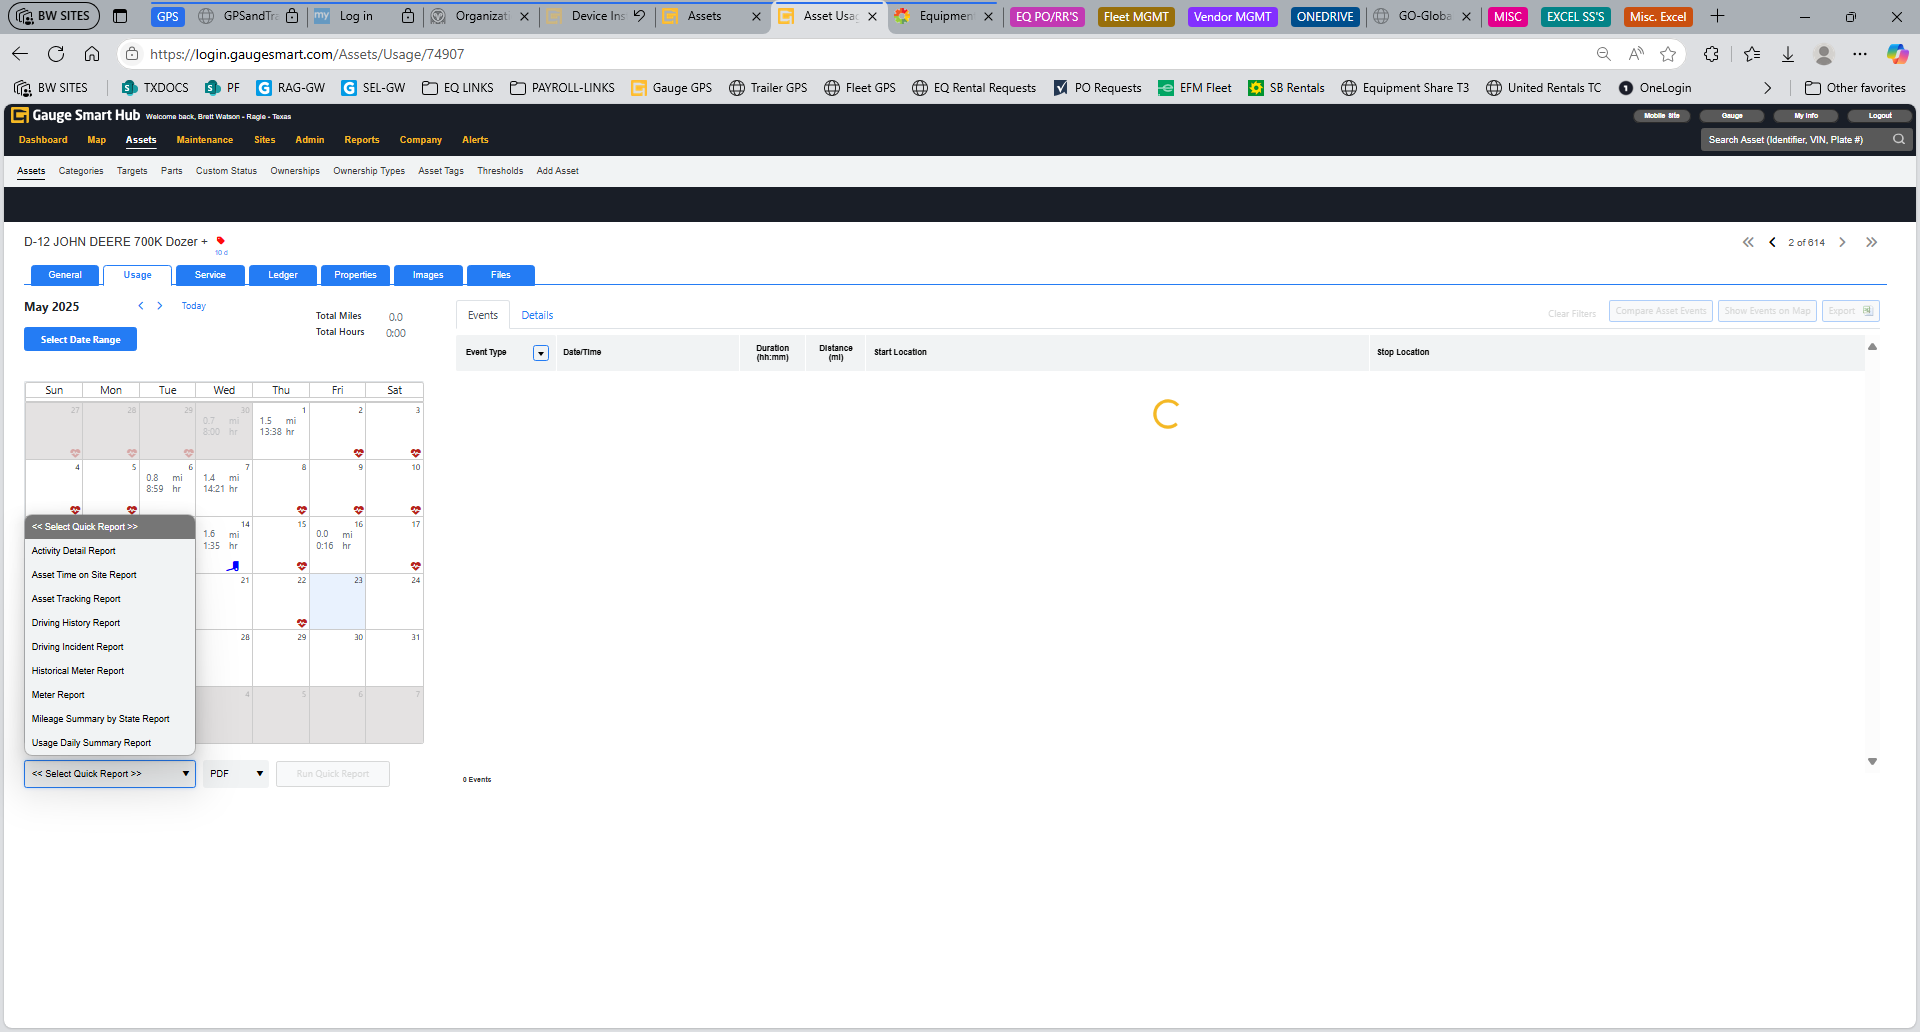 BW SITES
GPS
GPSandTra
Log in
Organizati
Device Ins
Assets
Asset Usa
Equipmen
EQ PO/RR'S
Fleet MGMT
Vendor MGMT
ONEDRIVE
GO-Globa
MISC
EXCEL SS'S
Misc. Excel
https://login.gaugesmart.com/Assets/Usage/74907
BW SITES
TXDOCS
PF
RAG-GW
SEL-GW
EQ LINKS
PAYROLL-LINKS
Gauge GPS
Trailer GPS
Fleet GPS
EQ Rental Requests
PO Requests
EFM Fleet
SB Rentals
Equipment Share T3
United Rentals TC
OneLogin
Other favorites
Gauge Smart Hub Welcome back, Brett Watson - Ragle - Texas
Mobile Site
Gauge
My Info
Logout
Dashboard
Map
Assets
Maintenance
Sites
Admin
Reports
Company
Alerts
Search Asset (Identifier, VIN, Plate #)
Assets
Categories
Targets
Parts
Custom Status
Ownerships
Ownership Types
Asset Tags
Thresholds
Add Asset
D-12 JOHN DEERE 700K Dozer +
10 d
2 of 614
General
Usage
Service
Ledger
Properties
Images
Files
May 2025
Today
Select Date Range
Total Miles 0.0
Total Hours 0:00
Events
Details
Clear Filters
Compare Asset Events
Show Events on Map
Export
Event Type
Date/Time
Duration (hh:mm)
Distance (mi)
Start Location
Stop Location
Sun Mon Tue Wed Thu Fri Sat
27 28 29 30 1 2 3
0.7 mi 1.5 mi
8:00 hr 13:38 hr
4 5 6 7 8 9 10
0.8 mi 1.4 mi
8:59 hr 14:21 hr
14 15 16 17
1.6 mi 0.0 mi
1:35 hr 0:16 hr
21 22 23 24
28 29 30 31
4 5 6 7
<< Select Quick Report >>
Activity Detail Report
Asset Time on Site Report
Asset Tracking Report
Driving History Report
Driving Incident Report
Historical Meter Report
Meter Report
Mileage Summary by State Report
Usage Daily Summary Report
<< Select Quick Report >>
PDF
Run Quick Report
0 Events